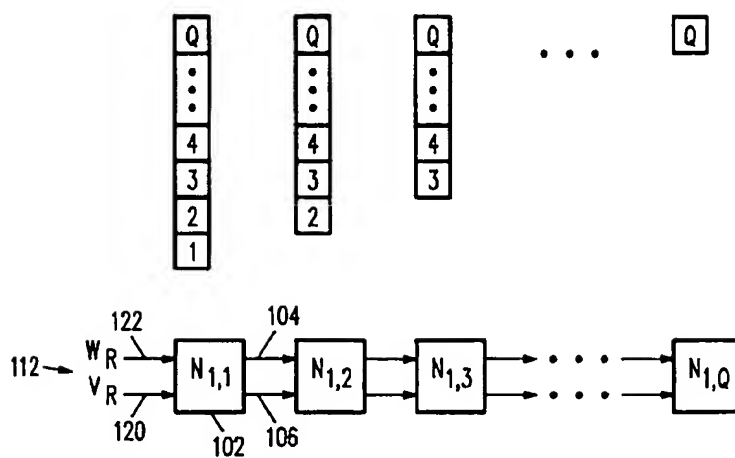 Q Q Q . . . Q
4 4 4
3 3 3
2 2
1
122 104
112 W_R N_{1,1} N_{1,2} N_{1,3} . . . N_{1,Q}
V_R . . .
120 102 106